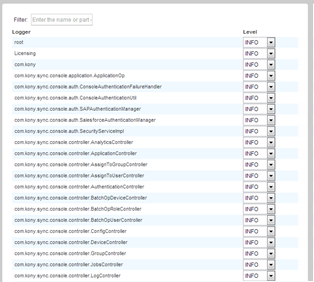 Filter: Enter the name or part
Logger Level
root INFO
Licensing INFO
com.kony INFO
com.kony.sync.console.application.ApplicationOp INFO
com.kony.sync.console.auth.ConsoleAuthenticationFailureHandler INFO
com.kony.sync.console.auth.ConsoleAuthenticationUtil INFO
com.kony.sync.console.auth.SAPAuthenticationManager INFO
com.kony.sync.console.auth.SalesforceAuthenticationManager INFO
com.kony.sync.console.auth.SecurityServiceImpl INFO
com.kony.sync.console.controller.AnalyticsController INFO
com.kony.sync.console.controller.ApplicationController INFO
com.kony.sync.console.controller.AssignToGroupController INFO
com.kony.sync.console.controller.AssignToUserController INFO
com.kony.sync.console.controller.AuthenticationController INFO
com.kony.sync.console.controller.BatchOpDeviceController INFO
com.kony.sync.console.controller.BatchOpRoleController INFO
com.kony.sync.console.controller.BatchOpUserController INFO
com.kony.sync.console.controller.ConfigController INFO
com.kony.sync.console.controller.DeviceController INFO
com.kony.sync.console.controller.GroupController INFO
com.kony.sync.console.controller.JobsController INFO
com.kony.sync.console.controller.LogController INFO